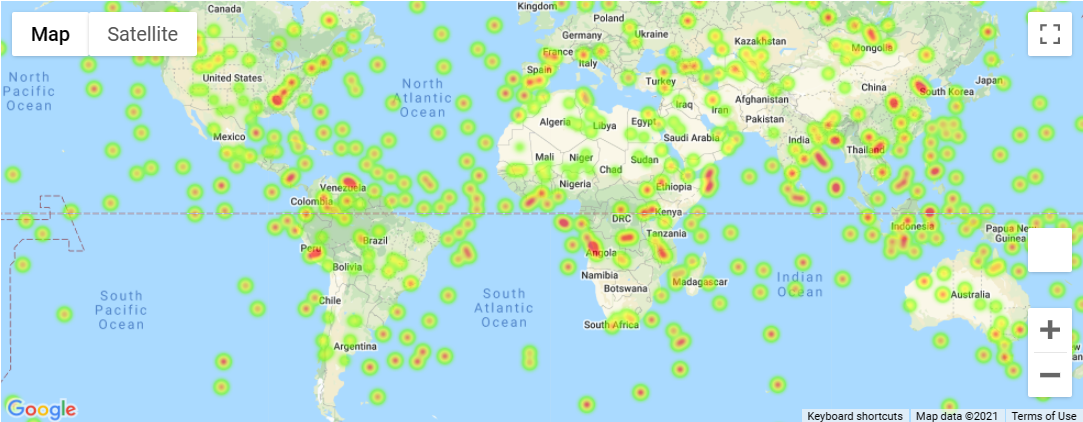 Map
Satellite
Canada
Kingdom
Poland
Germany
Ukraine
Kazakhstan
Mongolia
France
Italy
Spain
Turkey
North
Pacific
Ocean
United States
North
Atlantic
Ocean
China
Japan
South Korea
Iraq
Iran
Afghanistan
Pakistan
Algeria
Libya
Egypt
Saudi Arabia
India
Mexico
Mali
Niger
Chad
Sudan
Thailand
Nigeria
Ethiopia
Venezuela
Colombia
DRC
Kenya
Tanzania
Indonesia
Papua New
Guinea
Brazil
Peru
Bolivia
Angola
Namibia
Botswana
Madagascar
Indian
Ocean
South
Pacific
Ocean
Chile
South
Atlantic
Ocean
South Africa
Australia
Argentina
New
Google
Keyboard shortcuts
Map data ©2021
Terms of Use